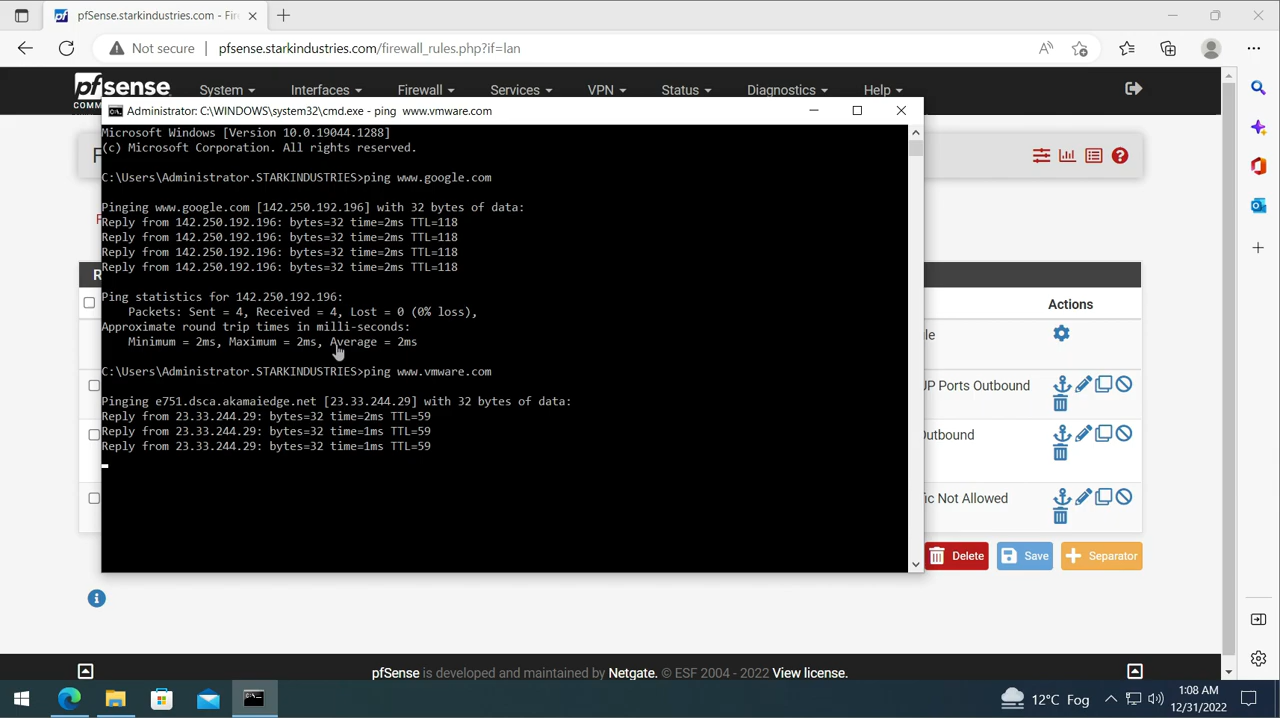 pfSense.starkindustries.com - Fire
Not secure
pfsense.starkindustries.com/firewall_rules.php?if=lan
pfsense
COMM
System
Interfaces
Firewall
Services
VPN
Status
Diagnostics
Help
Administrator: C:\WINDOWS\system32\cmd.exe - ping www.vmware.com
Microsoft Windows [Version 10.0.19044.1288]
(c) Microsoft Corporation. All rights reserved.
C:\Users\Administrator.STARKINDUSTRIES>ping www.google.com
Pinging www.google.com [142.250.192.196] with 32 bytes of data:
Reply from 142.250.192.196: bytes=32 time=2ms TTL=118
Reply from 142.250.192.196: bytes=32 time=2ms TTL=118
Reply from 142.250.192.196: bytes=32 time=2ms TTL=118
Reply from 142.250.192.196: bytes=32 time=2ms TTL=118
Ping statistics for 142.250.192.196:
Packets: Sent = 4, Received = 4, Lost = 0 (0% loss),
Approximate round trip times in milli-seconds:
Minimum = 2ms, Maximum = 2ms, Average = 2ms
C:\Users\Administrator.STARKINDUSTRIES>ping www.vmware.com
Pinging e751.dsca.akamaiedge.net [23.33.244.29] with 32 bytes of data:
Reply from 23.33.244.29: bytes=32 time=2ms TTL=59
Reply from 23.33.244.29: bytes=32 time=1ms TTL=59
Reply from 23.33.244.29: bytes=32 time=1ms TTL=59
Actions
le
P Ports Outbound
Outbound
ic Not Allowed
Delete
Save
Separator
pfSense is developed and maintained by Netgate. © ESF 2004 - 2022 View license.
12°C Fog
1:08 AM
12/31/2022